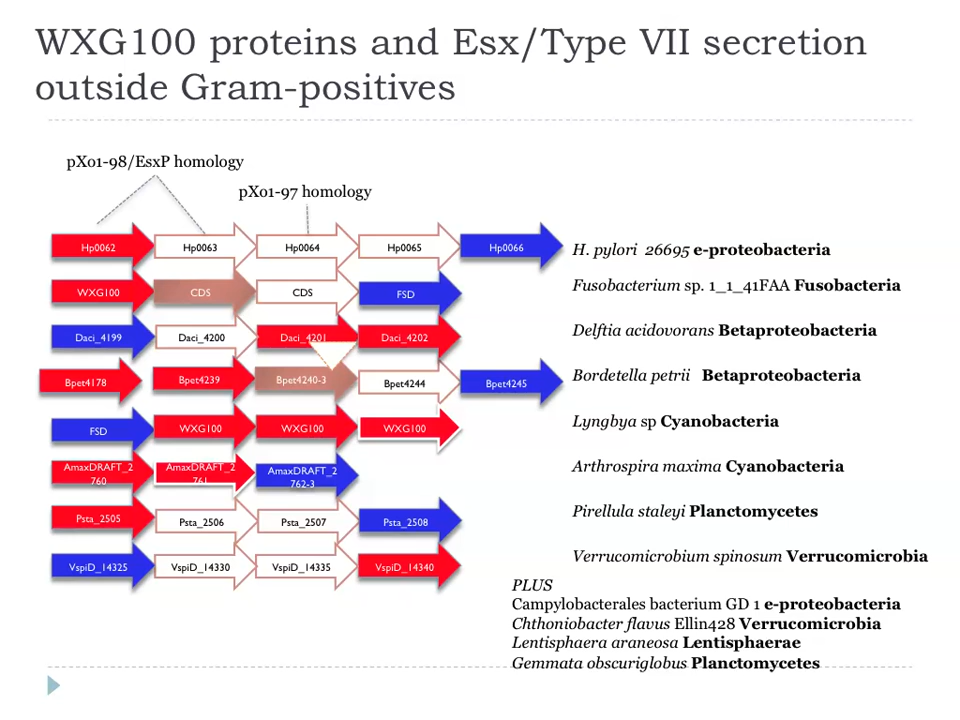 WXG100 proteins and Esx/Type VII secretion
outside Gram-positives
pX01-98/EsxP homology
pX01-97 homology
Hp0062 Hp0063 Hp0064 Hp0065 Hp0066 H. pylori 26695 e-proteobacteria
WXG100 CDS CDS FSD Fusobacterium sp. 1_1_41FAA Fusobacteria
Daci_4199 Daci_4200 Daci_4201 Daci_4202 Delftia acidovorans Betaproteobacteria
Bpet4178 Bpet4239 Bpet4240-3 Bpet4244 Bpet4245 Bordetella petrii Betaproteobacteria
FSD WXG100 WXG100 WXG100 Lyngbya sp Cyanobacteria
AmaxDRAFT_2
760
AmaxDRAFT_2
761
AmaxDRAFT_2
762-3
Arthrospira maxima Cyanobacteria
Psta_2505 Psta_2506 Psta_2507 Psta_2508 Pirellula staleyi Planctomycetes
VspiD_14325 VspiD_14330 VspiD_14335 VspiD_14340 Verrucomicrobium spinosum Verrucomicrobia
PLUS
Campylobacterales bacterium GD 1 e-proteobacteria
Chthoniobacter flavus Ellin428 Verrucomicrobia
Lentisphaera araneosa Lentisphaerae
Gemmata obscuriglobus Planctomycetes